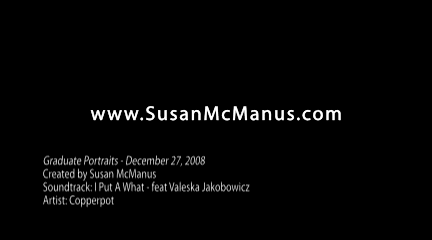 www.SusanMcManus.com
Graduate Portraits - December 27, 2008
Created by Susan McManus
Soundtrack: I Put A What - feat Valeska Jakobowicz
Artist: Copperpot